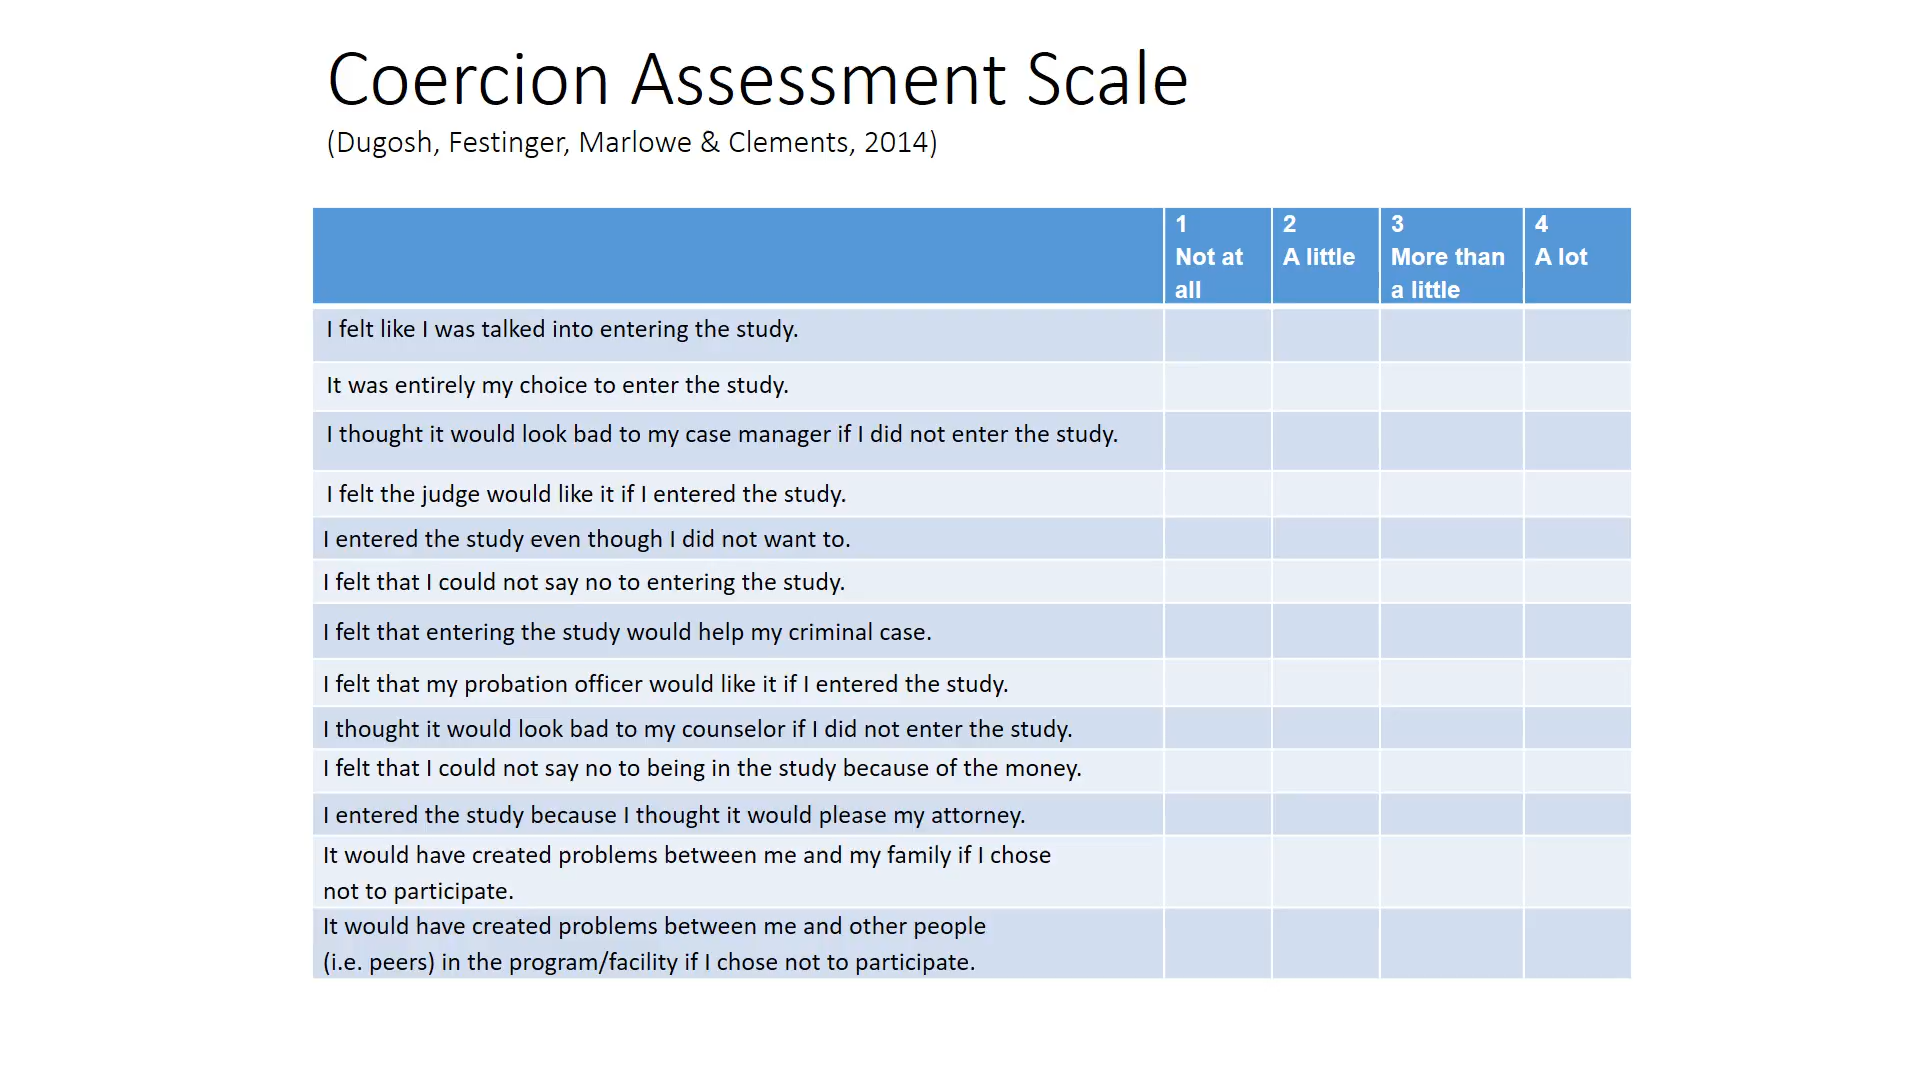 Coercion Assessment Scale
(Dugosh, Festinger, Marlowe & Clements, 2014)
1
Not at
all
2
A little
3
More than
a little
4
A lot
I felt like I was talked into entering the study.
It was entirely my choice to enter the study.
I thought it would look bad to my case manager if I did not enter the study.
I felt the judge would like it if I entered the study.
I entered the study even though I did not want to.
I felt that I could not say no to entering the study.
I felt that entering the study would help my criminal case.
I felt that my probation officer would like it if I entered the study.
I thought it would look bad to my counselor if I did not enter the study.
I felt that I could not say no to being in the study because of the money.
I entered the study because I thought it would please my attorney.
It would have created problems between me and my family if I chose
not to participate.
It would have created problems between me and other people
(i.e. peers) in the program/facility if I chose not to participate.